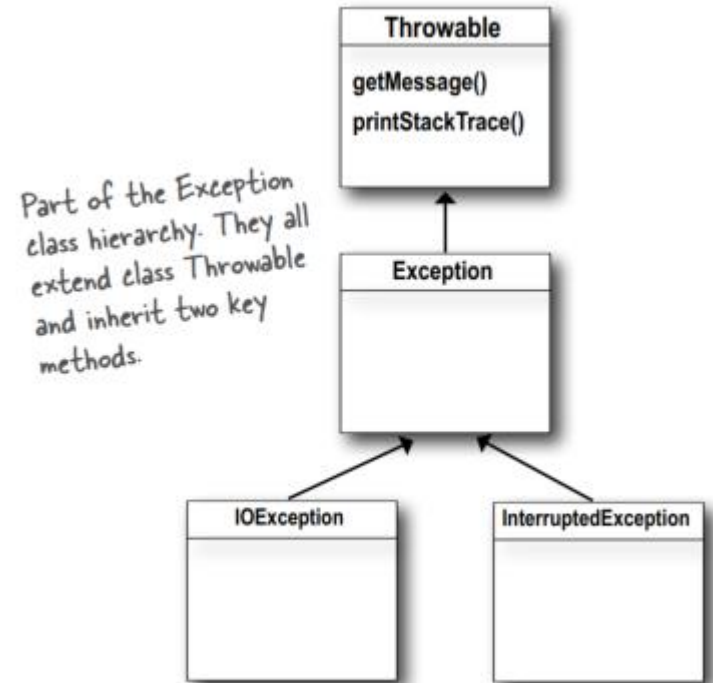 Throwable
getMessage()
printStackTrace()
Part of the Exception
class hierarchy. They all
extend class Throwable
and inherit two key
methods.
Exception
IOException
InterruptedException